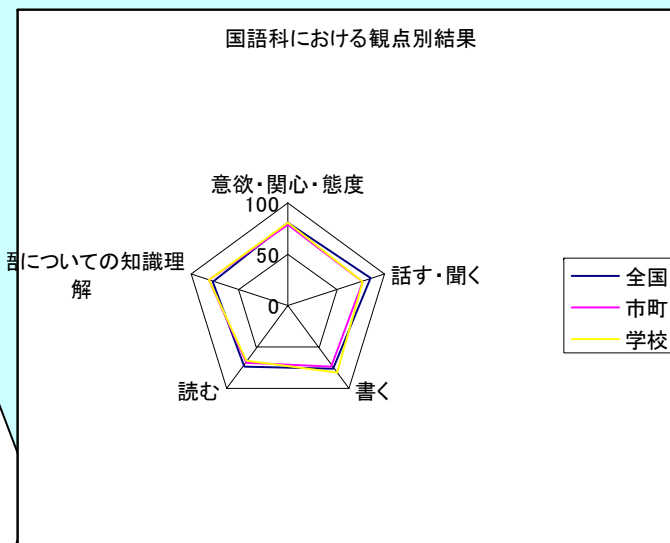 国語科における観点別結果
意欲・関心・態度
100
50
0
話す・聞く
書く
読む
語についての知識理
解
全国
市町
学校